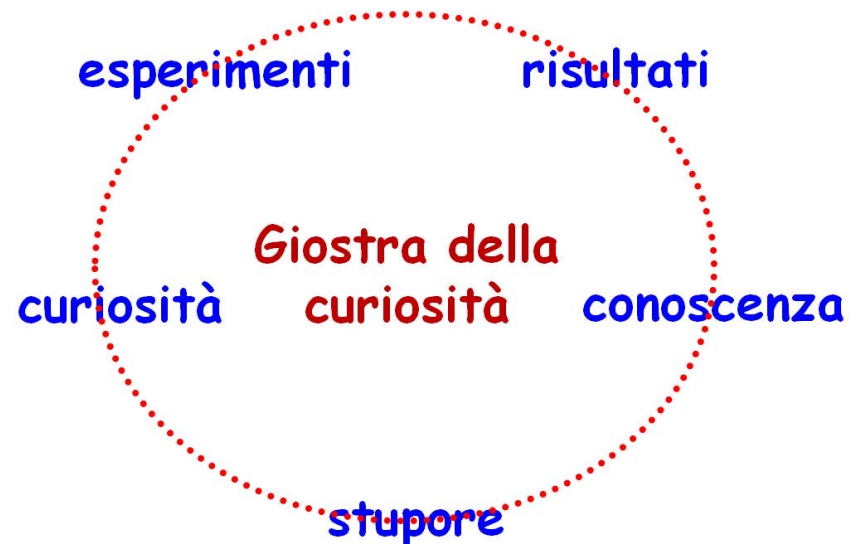 esperimenti risultati
Giostra della
curiosità curiosità conoscenza
stupore